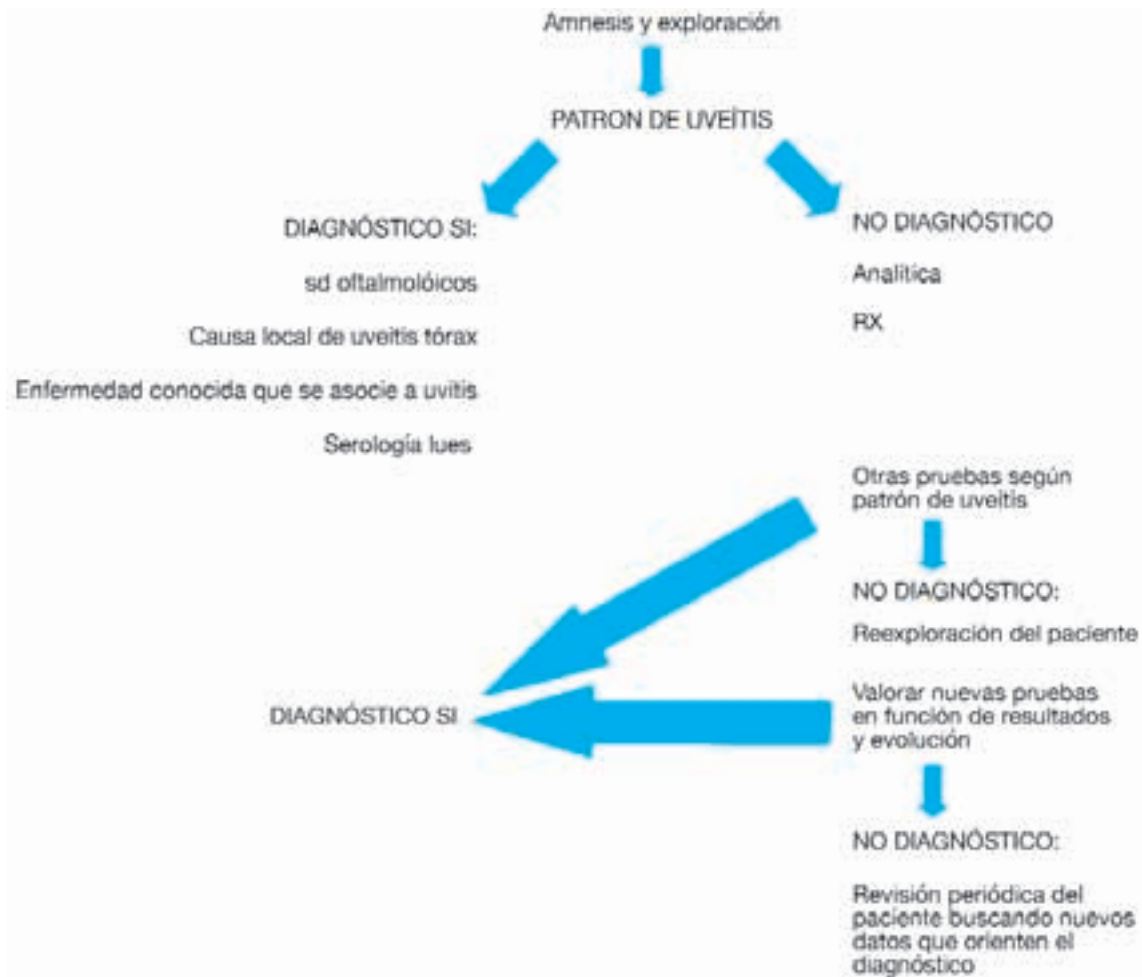 Amnesis y exploración
PATRON DE UVEÍTIS
DIAGNÓSTICO SI:
sd oftalmolóicos
Causa local de uveitis tórax
Enfermedad conocida que se asocie a uvitis
Serología lues
NO DIAGNÓSTICO
Analítica
RX
Otras pruebas según
patrón de uveitis
NO DIAGNÓSTICO:
Reexploración del paciente
Valorar nuevas pruebas
en función de resultados
y evolución
DIAGNÓSTICO SI
NO DIAGNÓSTICO:
Revisión periódica del
paciente buscando nuevos
datos que orienten el
diagnóstico